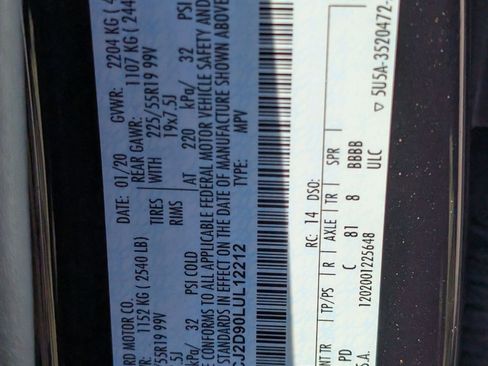 RD MOTOR CO. DATE: 01/20 GVWR: 2204 KG (
1152 KG (2540 LB) REAR GAWR: 1107 KG ( 244
55R19 99V TIRES WITH 225/55R19 99V
5J RIMS 19x7.5J
kPa/ 32 PSI COLD AT 220 kPa/ 32 PSI
CONFORMS TO ALL APPLICABLE FEDERAL MOTOR VEHICLE SAFETY AND
STANDARDS IN EFFECT ON THE DATE OF MANUFACTURE SHOWN ABOVE
CJ2D90LUL12212 TYPE: MPV
RC: 14 DSO:
NT TR TP/PS R AXLE TR SPR
PD C 81 8 BBBB
S.A. 1202001225648 ULC
▽ 5U5A-3520472-